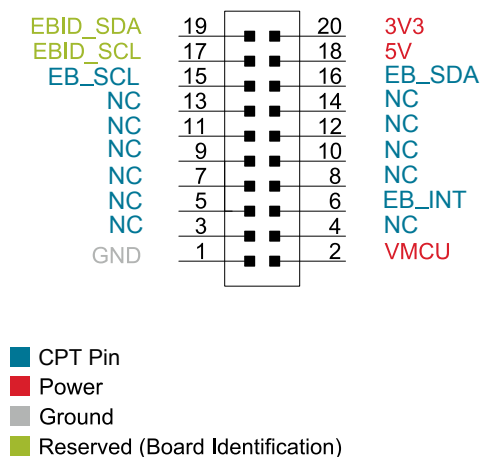 EBID_SDA 19 20 3V3
EBID_SCL 17 18 5V
EB_SCL 15 16 EB_SDA
NC 13 14 NC
NC 11 12 NC
NC 9 10 NC
NC 7 8 NC
NC 5 6 EB_INT
NC 3 4 NC
GND 1 2 VMCU
CPT Pin
Power
Ground
Reserved (Board Identification)